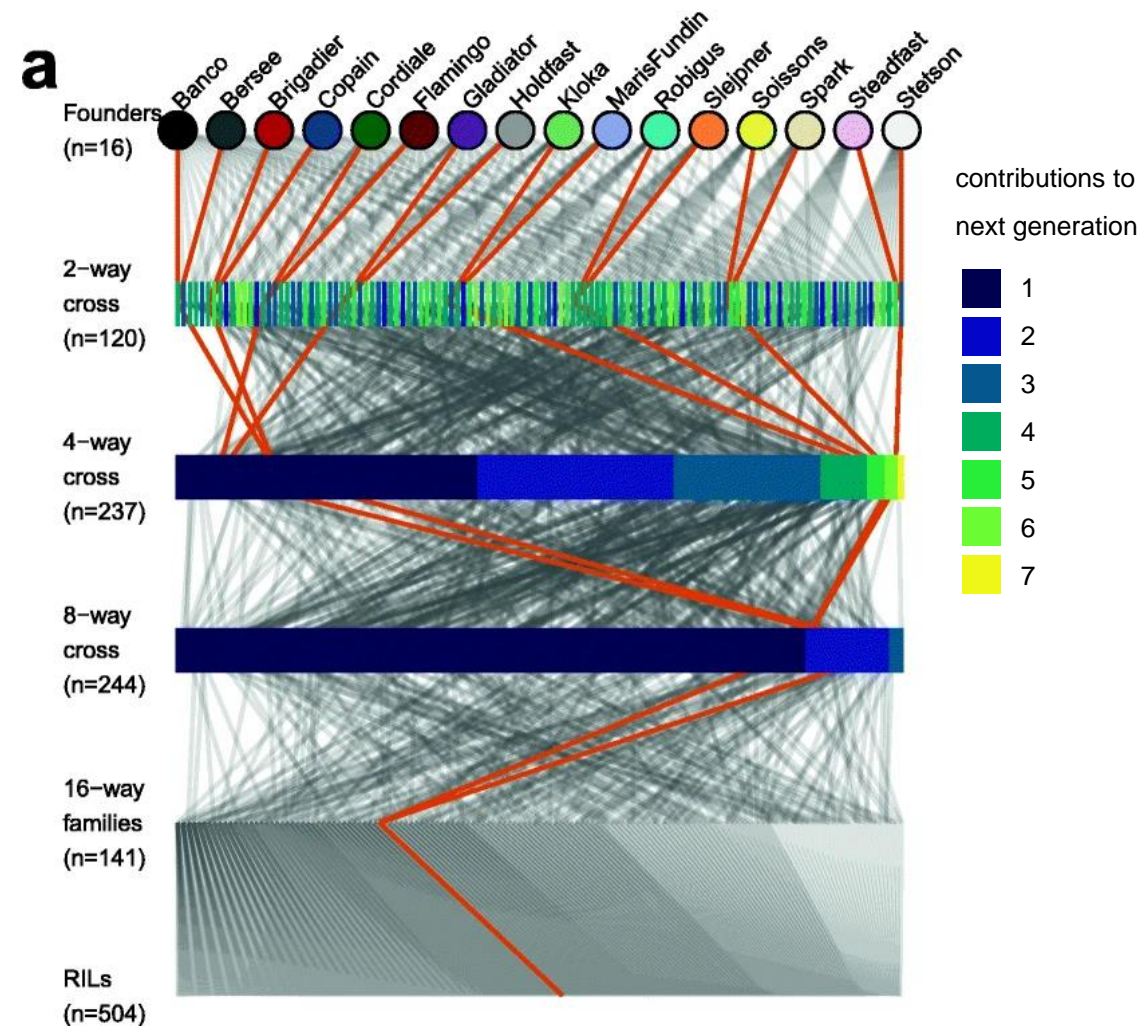 a
Banco
Bersee
Brigadier
Copain
Cordiale
Flamingo
Gladiator
Holdfast
Kloka
MarisFundin
Robigus
Slejpner
Soissons
Spark
Steadfast
Stetson
Founders
(n=16)
2-way
cross
(n=120)
4-way
cross
(n=237)
8-way
cross
(n=244)
16-way
families
(n=141)
RILs
(n=504)
contributions to
next generation
1
2
3
4
5
6
7